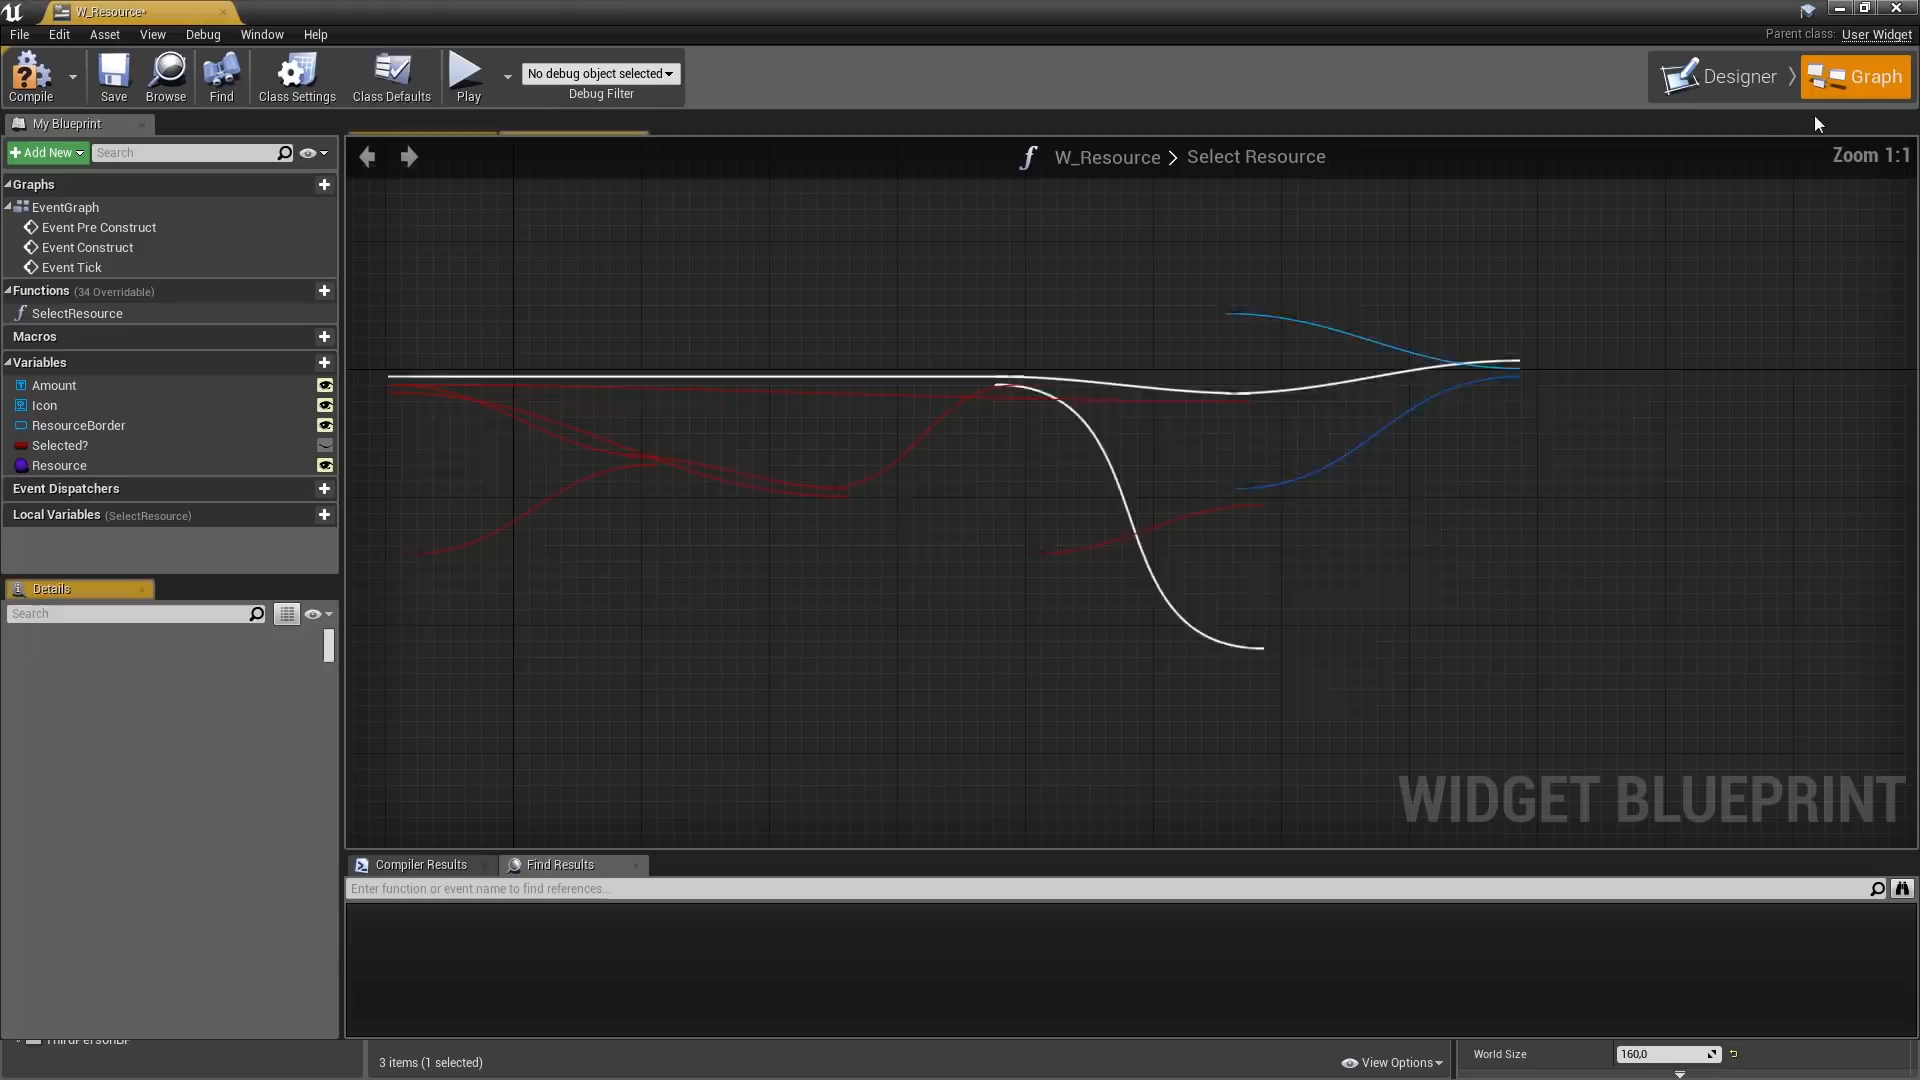 W_Resource*
File Edit Asset View Debug Window Help
Parent class: User Widget
Compile Save Browse Find Class Settings Class Defaults Play
No debug object selected
Debug Filter
Designer Graph
My Blueprint
Add New Search
W_Resource > Select Resource
Zoom 1:1
Graphs
EventGraph
Event Pre Construct
Event Construct
Event Tick
Functions (34 Overridable)
SelectResource
Macros
Variables
Amount
Icon
ResourceBorder
Selected?
Resource
Event Dispatchers
Local Variables (SelectResource)
Details
Search
WIDGET BLUEPRINT
Compiler Results Find Results
Enter function or event name to find references...
ThirdPersonBP
3 items (1 selected)
View Options
World Size 160,0